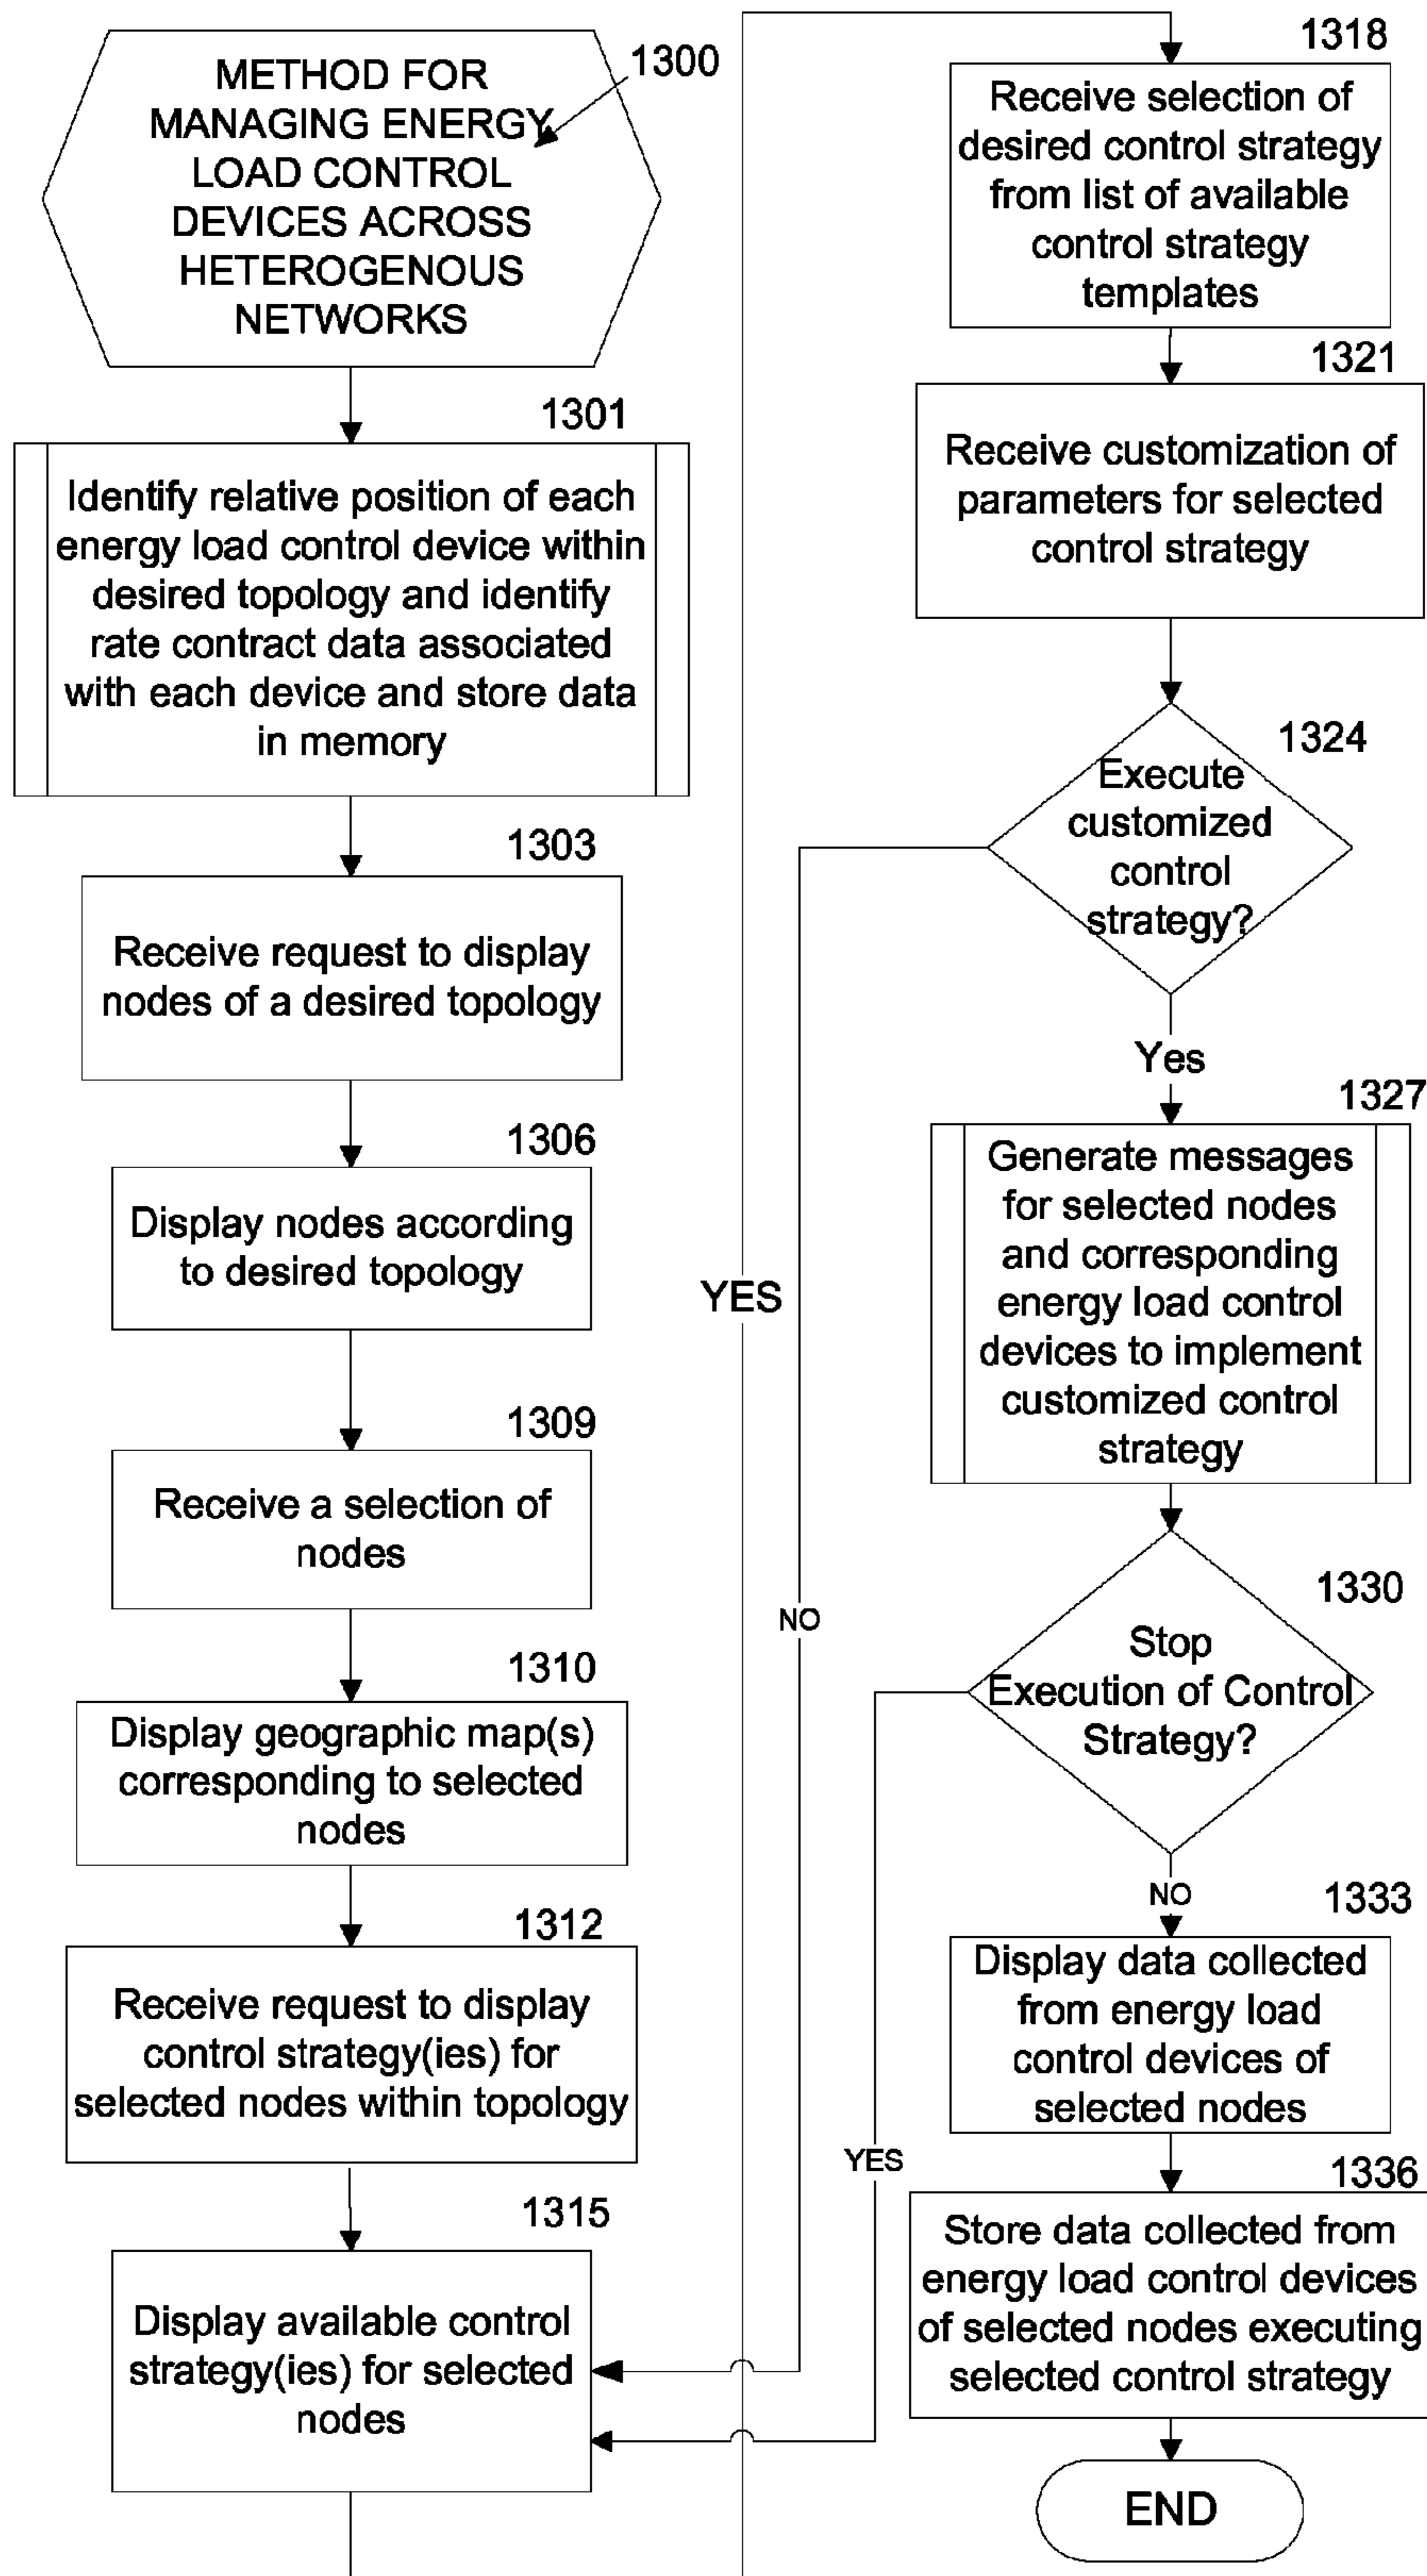 METHOD FOR
MANAGING ENERGY
LOAD CONTROL
DEVICES ACROSS
HETEROGENOUS
NETWORKS
1300
1301
Identify relative position of each
energy load control device within
desired topology and identify
rate contract data associated
with each device and store data
in memory
1303
Receive request to display
nodes of a desired topology
1306
Display nodes according
to desired topology
1309
Receive a selection of
nodes
1310
Display geographic map(s)
corresponding to selected
nodes
1312
Receive request to display
control strategy(ies) for
selected nodes within topology
1315
Display available control
strategy(ies) for selected
nodes
YES
1318
Receive selection of
desired control strategy
from list of available
control strategy
templates
1321
Receive customization of
parameters for selected
control strategy
1324
Execute
customized
control
strategy?
NO
Yes
1327
Generate messages
for selected nodes
and corresponding
energy load control
devices to implement
customized control
strategy
1330
Stop
Execution of Control
Strategy?
YES
NO
1333
Display data collected
from energy load
control devices of
selected nodes
1336
Store data collected from
energy load control devices
of selected nodes executing
selected control strategy
END